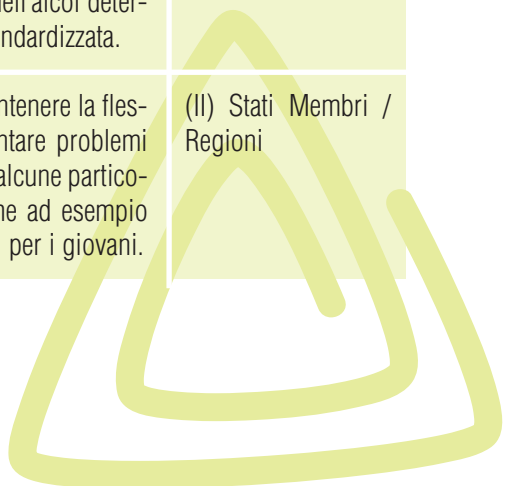 ell'alcol deter-
ndardizzata.
ntenere la fles-
ntare problemi
alcune partico-
ne ad esempio
per i giovani.
(II) Stati Membri /
Regioni